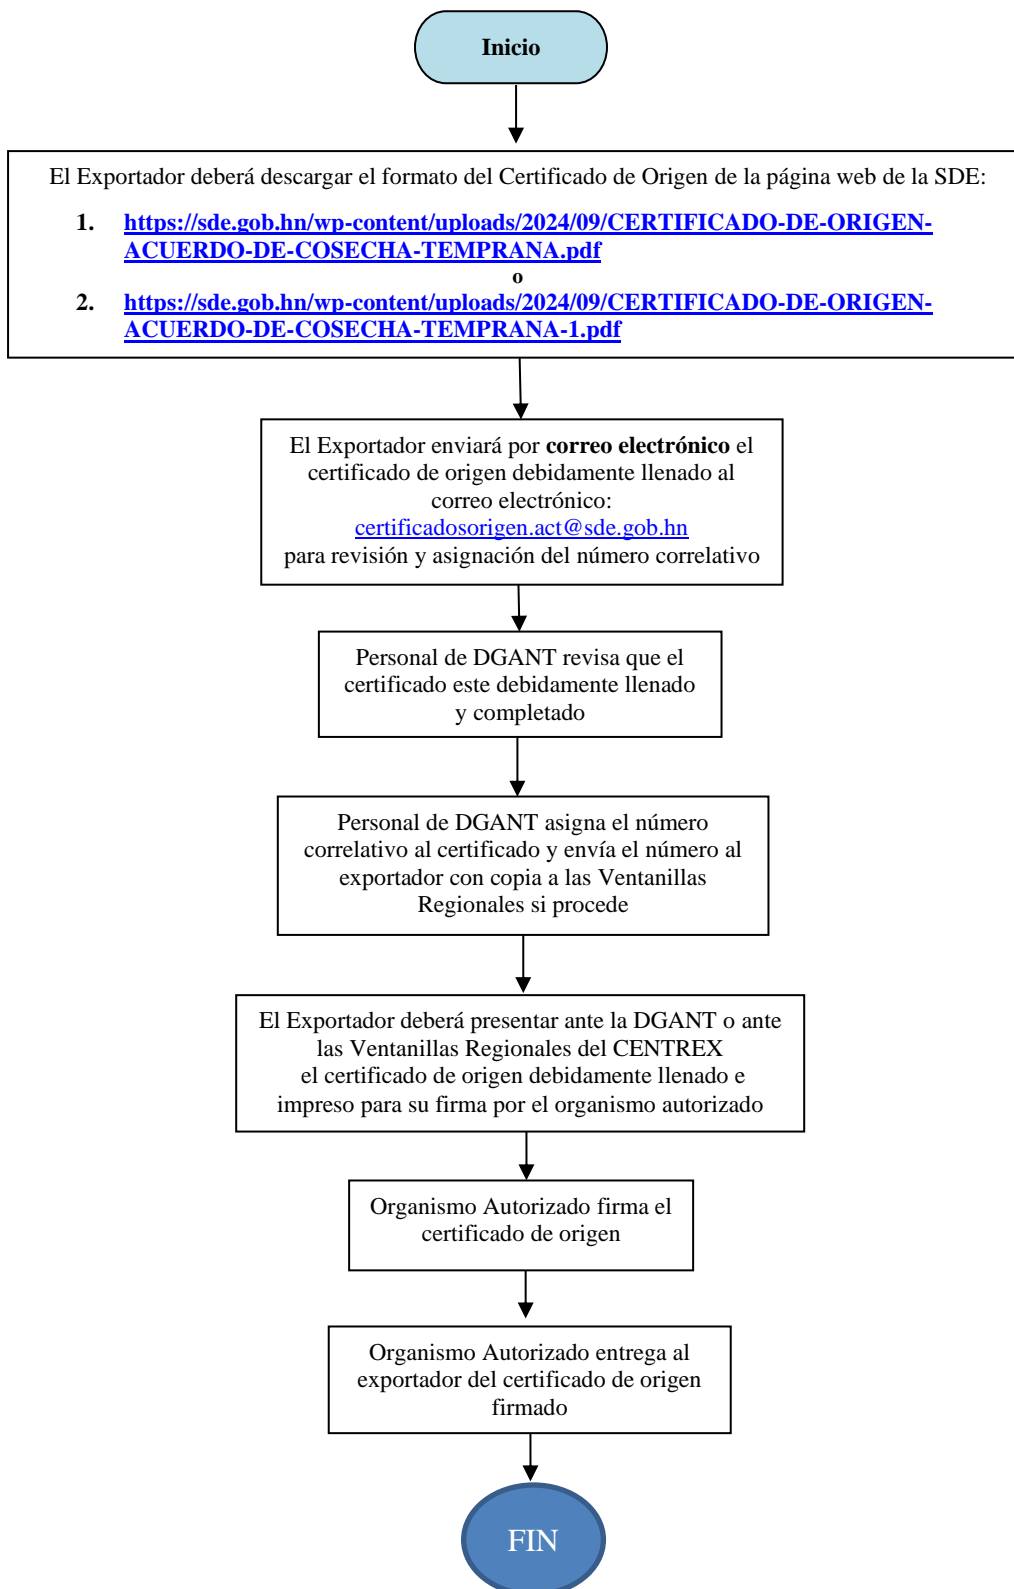 Inicio
El Exportador deberá descargar el formato del Certificado de Origen de la página web de la SDE:
1. https://sde.gob.hn/wp-content/uploads/2024/09/CERTIFICADO-DE-ORIGEN-
ACUERDO-DE-COSECHA-TEMPRANA.pdf
o
2. https://sde.gob.hn/wp-content/uploads/2024/09/CERTIFICADO-DE-ORIGEN-
ACUERDO-DE-COSECHA-TEMPRANA-1.pdf
El Exportador enviará por correo electrónico el
certificado de origen debidamente llenado al
correo electrónico:
certificadosorigen.act@sde.gob.hn
para revisión y asignación del número correlativo
Personal de DGANT revisa que el
certificado este debidamente llenado
y completado
Personal de DGANT asigna el número
correlativo al certificado y envía el número al
exportador con copia a las Ventanillas
Regionales si procede
El Exportador deberá presentar ante la DGANT o ante
las Ventanillas Regionales del CENTREX
el certificado de origen debidamente llenado e
impreso para su firma por el organismo autorizado
Organismo Autorizado firma el
certificado de origen
Organismo Autorizado entrega al
exportador del certificado de origen
firmado
FIN